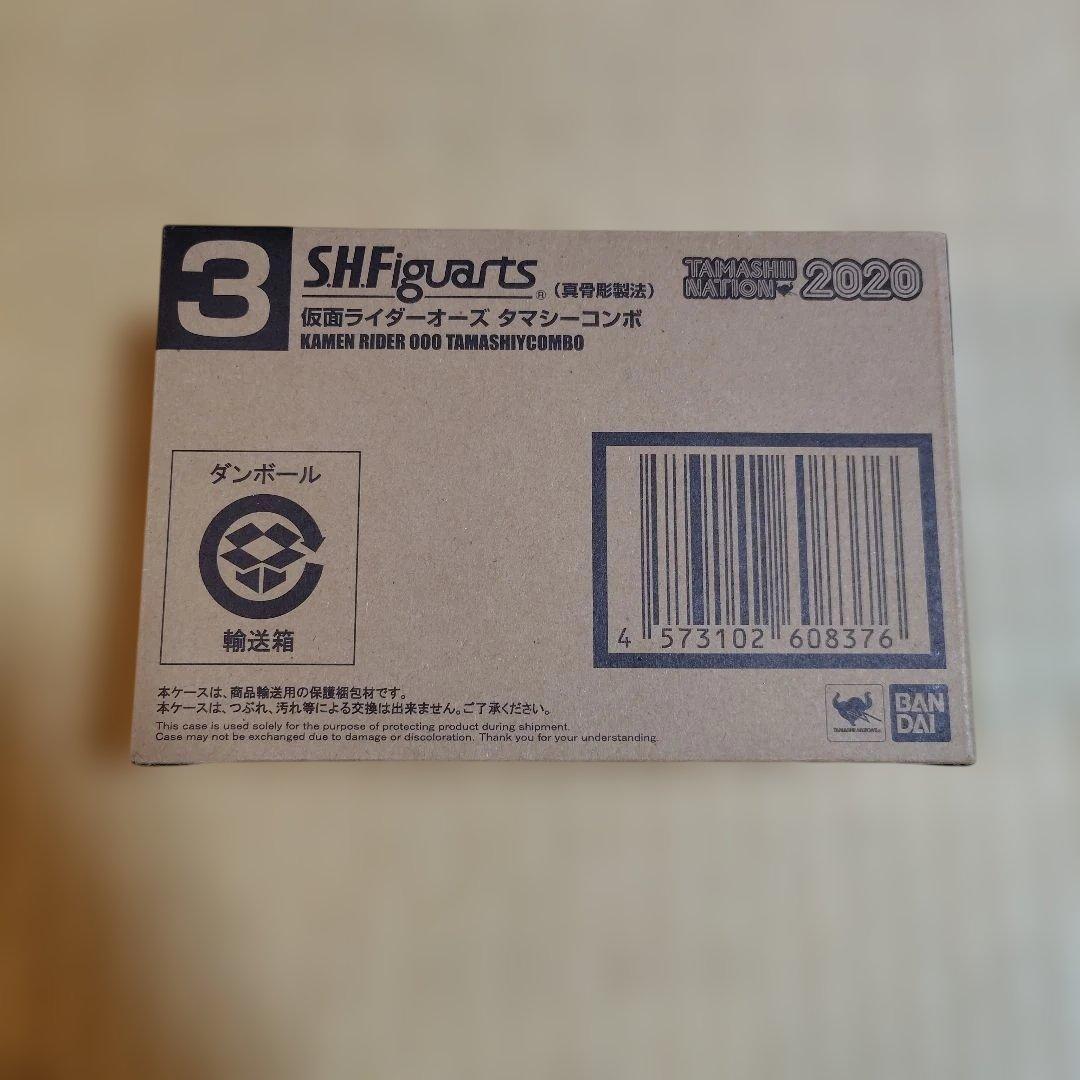 3
S.H.Figuarts® (真骨彫製法)
仮面ライダーオーズ タマシーコンボ
KAMEN RIDER OOO TAMASHIYCOMBO
TAMASHII NATION 2020
ダンボール
輸送箱
4 573102 608376
本ケースは、商品輸送用の保護梱包材です。
本ケースは、つぶれ、汚れ等による交換は出来ません。ご了承ください。
This case is used solely for the purpose of protecting product during shipment.
Case may not be exchanged due to damage or discoloration. Thank you for your understanding.
TAMASHII NATIONS
BAN
DAI